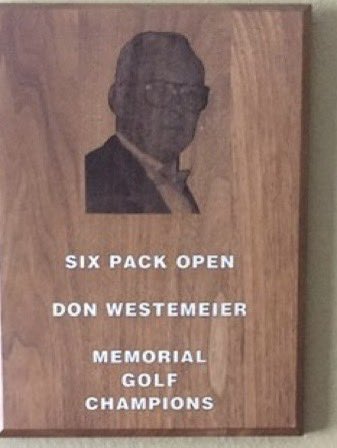 SIX PACK OPEN
DON WESTEMEIER
MEMORIAL
GOLF
CHAMPIONS